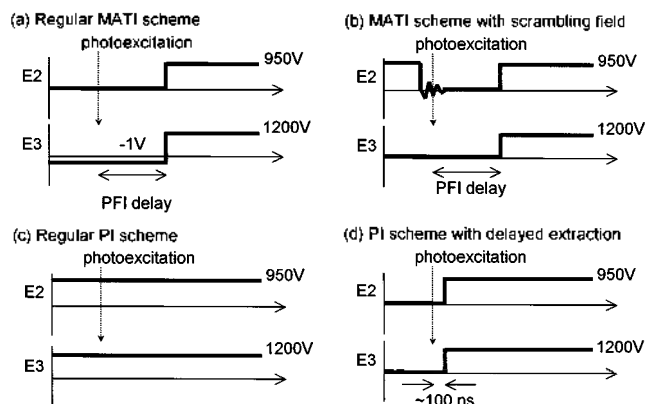 (a) Regular MATI scheme
photoexcitation
E2
950V
E3
-1V
1200V
PFI delay
(b) MATI scheme with scrambling field
photoexcitation
E2
950V
E3
1200V
PFI delay
(c) Regular PI scheme
photoexcitation
E2
950V
E3
1200V
(d) PI scheme with delayed extraction
photoexcitation
E2
950V
E3
1200V
~100 ns